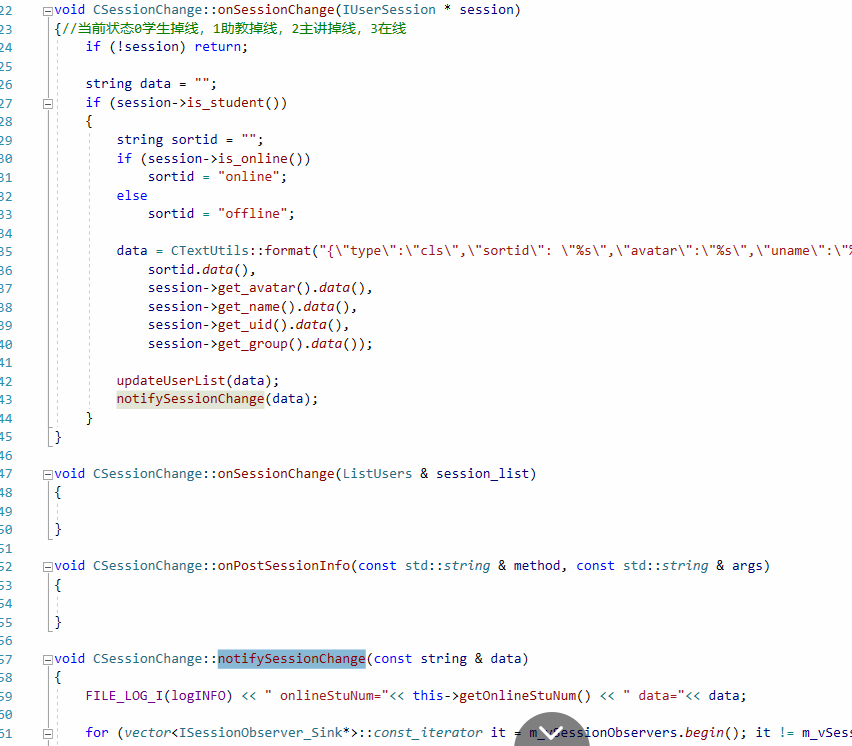 22 void CSessionChange::onSessionChange(IUserSession * session)
23 {//当前状态0学生掉线，1助教掉线，2主讲掉线，3在线
24 if (!session) return;
25
26 string data = "";
27 if (session->is_student())
28 {
29 string sortid = "";
30 if (session->is_online())
31 sortid = "online";
32 else
33 sortid = "offline";
34
35 data = CTextUtils::format("{\"type\":\"cls\",\"sortid\": \"%s\",\"avatar\":\"%s\",\"uname\":\"%
36 sortid.data(),
37 session->get_avatar().data(),
38 session->get_name().data(),
39 session->get_uid().data(),
40 session->get_group().data());
41
42 updateUserList(data);
43 notifySessionChange(data);
44 }
45 }
46
47 void CSessionChange::onSessionChange(ListUsers & session_list)
48 {
49
50 }
51
52 void CSessionChange::onPostSessionInfo(const std::string & method, const std::string & args)
53 {
54
55 }
56
57 void CSessionChange::notifySessionChange(const string & data)
58 {
59 FILE_LOG_I(logINFO) << " onlineStuNum="<< this->getOnlineStuNum() << " data="<< data;
60
61 for (vector<ISessionObserver_Sink*>::const_iterator it = m_vSessionObservers.begin(); it != m_vSess